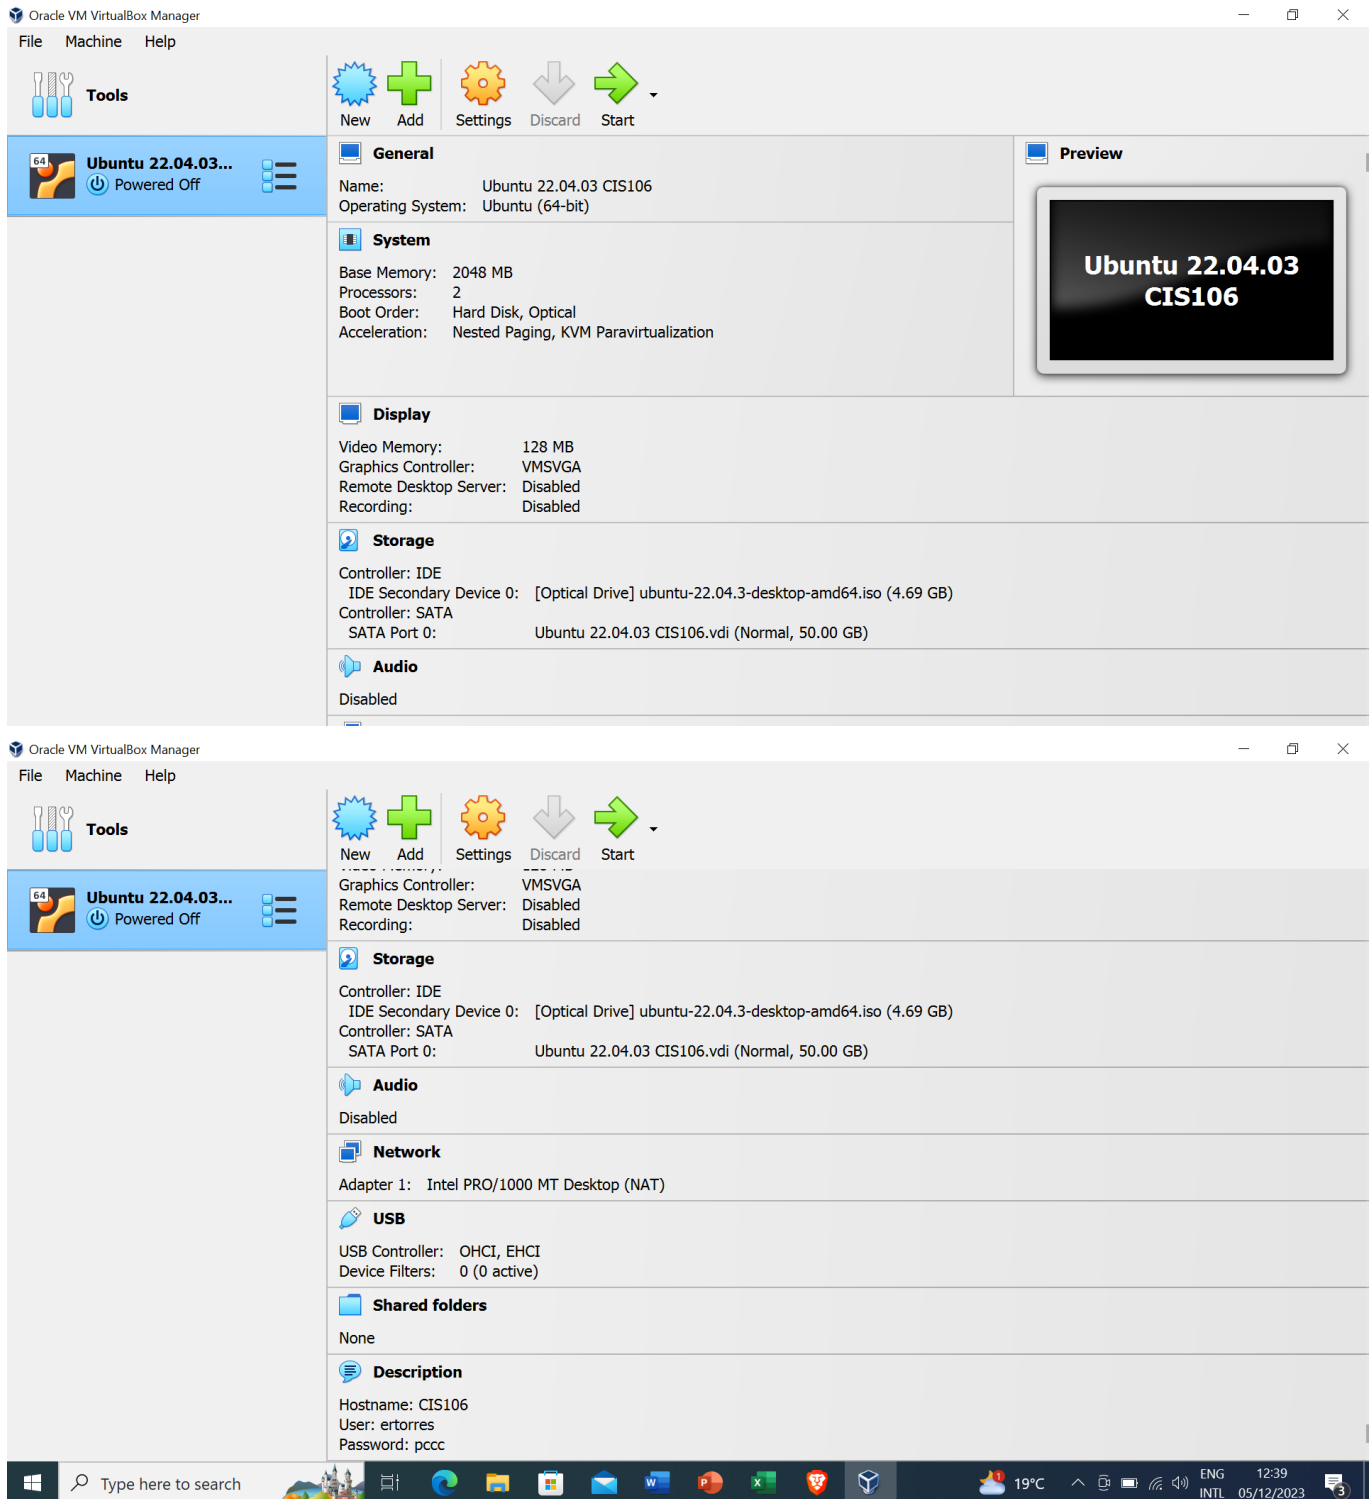 Oracle VM VirtualBox Manager
File Machine Help
Tools
New Add Settings Discard Start
64
Ubuntu 22.04.03...
Powered Off
General
Name: Ubuntu 22.04.03 CIS106
Operating System: Ubuntu (64-bit)
Preview
Ubuntu 22.04.03
CIS106
System
Base Memory: 2048 MB
Processors: 2
Boot Order: Hard Disk, Optical
Acceleration: Nested Paging, KVM Paravirtualization
Display
Video Memory: 128 MB
Graphics Controller: VMSVGA
Remote Desktop Server: Disabled
Recording: Disabled
Storage
Controller: IDE
IDE Secondary Device 0: [Optical Drive] ubuntu-22.04.3-desktop-amd64.iso (4.69 GB)
Controller: SATA
SATA Port 0: Ubuntu 22.04.03 CIS106.vdi (Normal, 50.00 GB)
Audio
Disabled
Oracle VM VirtualBox Manager
File Machine Help
Tools
New Add Settings Discard Start
64
Ubuntu 22.04.03...
Powered Off
Graphics Controller: VMSVGA
Remote Desktop Server: Disabled
Recording: Disabled
Storage
Controller: IDE
IDE Secondary Device 0: [Optical Drive] ubuntu-22.04.3-desktop-amd64.iso (4.69 GB)
Controller: SATA
SATA Port 0: Ubuntu 22.04.03 CIS106.vdi (Normal, 50.00 GB)
Audio
Disabled
Network
Adapter 1: Intel PRO/1000 MT Desktop (NAT)
USB
USB Controller: OHCI, EHCI
Device Filters: 0 (0 active)
Shared folders
None
Description
Hostname: CIS106
User: ertorres
Password: pccc
Type here to search
W
P
X
1
19°C
ENG
INTL
12:39
05/12/2023
3